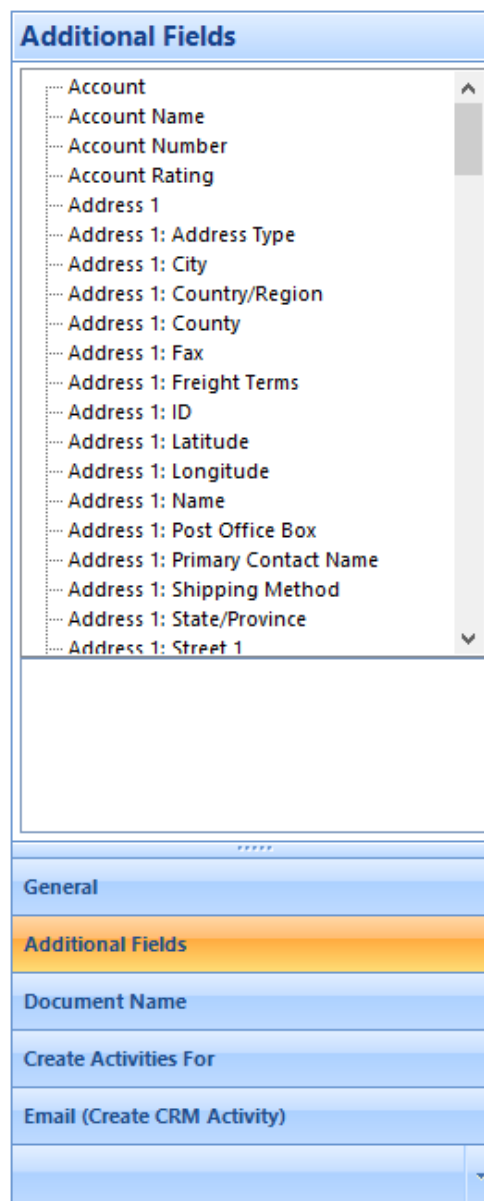 Additional Fields
Account
Account Name
Account Number
Account Rating
Address 1
Address 1: Address Type
Address 1: City
Address 1: Country/Region
Address 1: County
Address 1: Fax
Address 1: Freight Terms
Address 1: ID
Address 1: Latitude
Address 1: Longitude
Address 1: Name
Address 1: Post Office Box
Address 1: Primary Contact Name
Address 1: Shipping Method
Address 1: State/Province
Address 1: Street 1
General
Additional Fields
Document Name
Create Activities For
Email (Create CRM Activity)